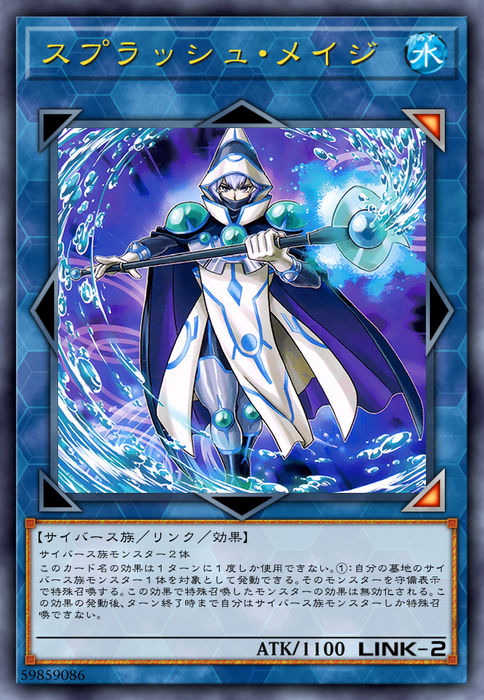 スプラッシュ・メイジ
みず
水
【サイバース族／リンク／効果】
サイバース族モンスター２体
このカード名の効果は１ターンに１度しか使用できない。①：自分の墓地のサイ
バース族モンスター１体を対象として発動できる。そのモンスターを守備表示
で特殊召喚する。この効果で特殊召喚したモンスターの効果は無効化される。こ
の効果の発動後、ターン終了時まで自分はサイバース族モンスターしか特殊召
喚できない。
ATK/1100 LINK-2
59859086